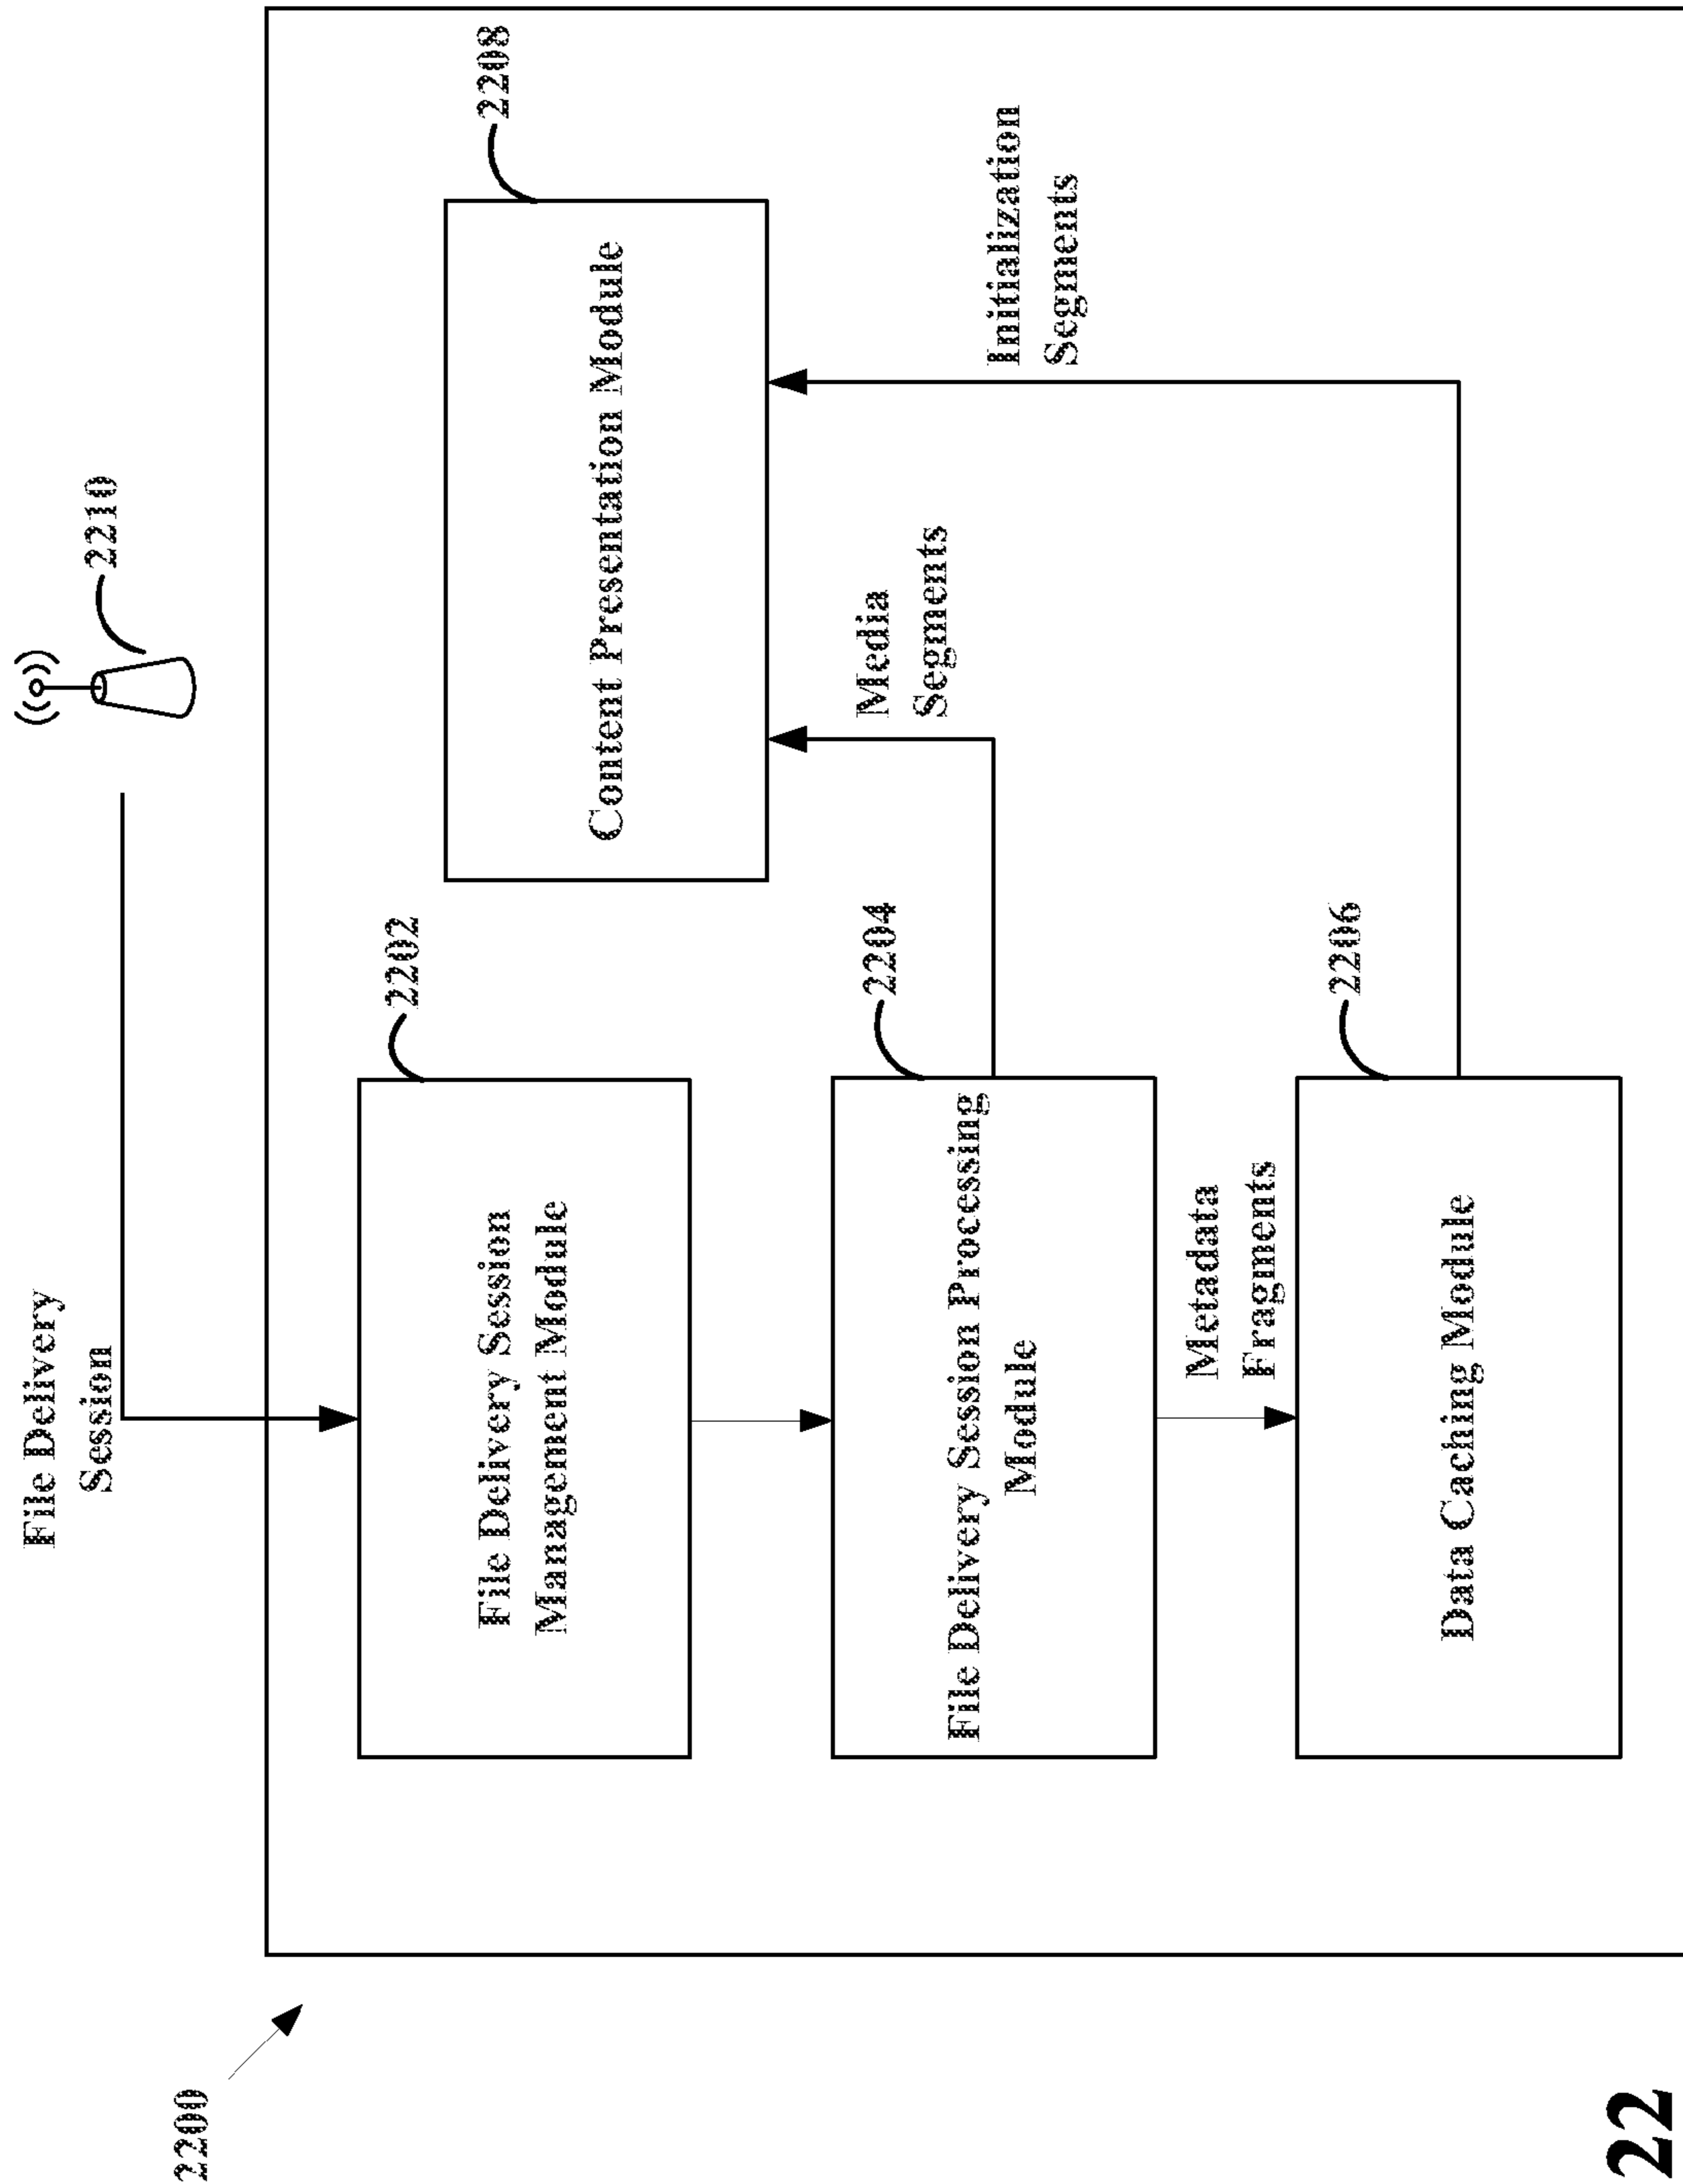 2200
File Delivery
Session
2210
2202
File Delivery Session
Management Module
2208
Content Presentation Module
2204
File Delivery Session Processing
Module
Media
Segments
Metadata
Fragments
Initialization
Segments
2206
Data Caching Module
22